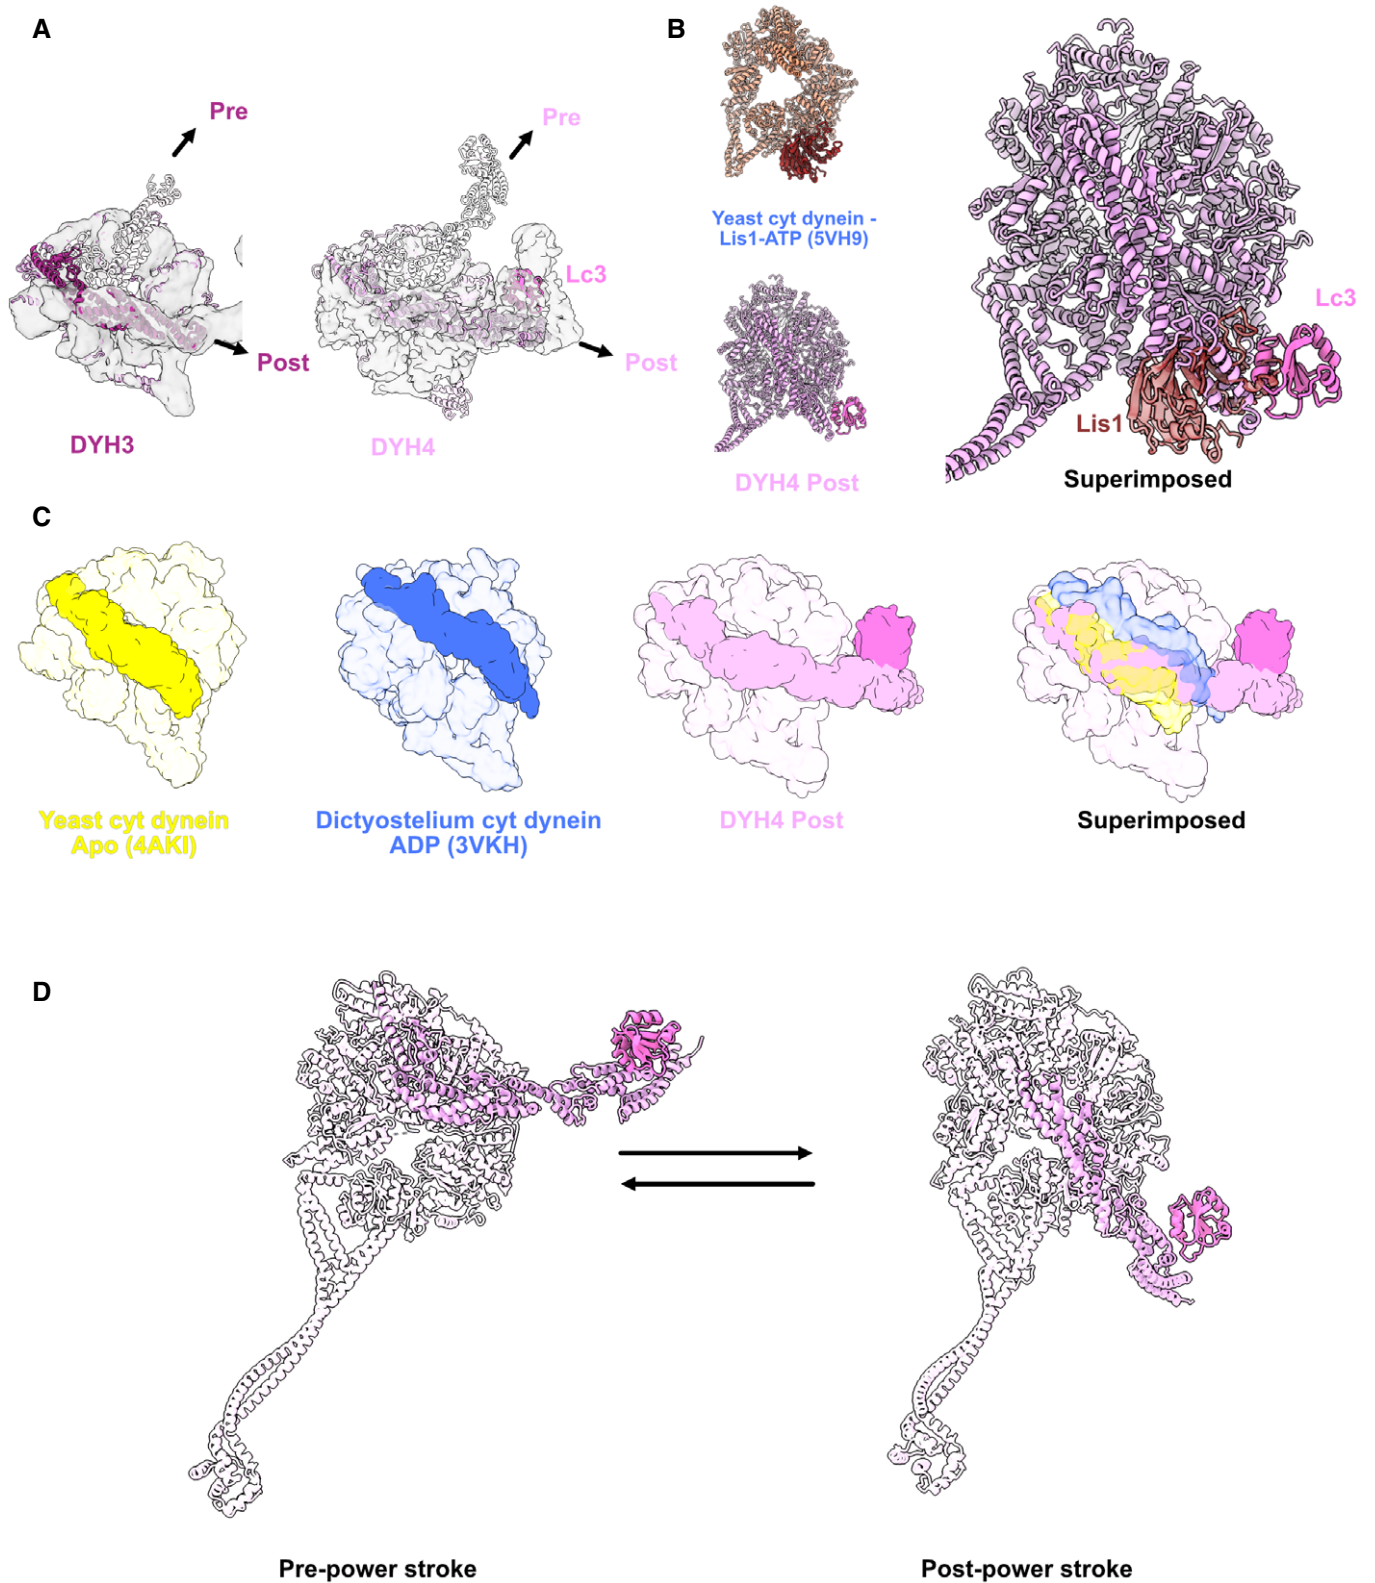 A
Pre
Post
DYH3
Pre
Lc3
Post
DYH4
B
Yeast cyt dynein -
Lis1-ATP (5VH9)
DYH4 Post
Lc3
Lis1
Superimposed
C
Yeast cyt dynein
Apo (4AKI)
Dictyostelium cyt dynein
ADP (3VKH)
DYH4 Post
Superimposed
D
Pre-power stroke
Post-power stroke